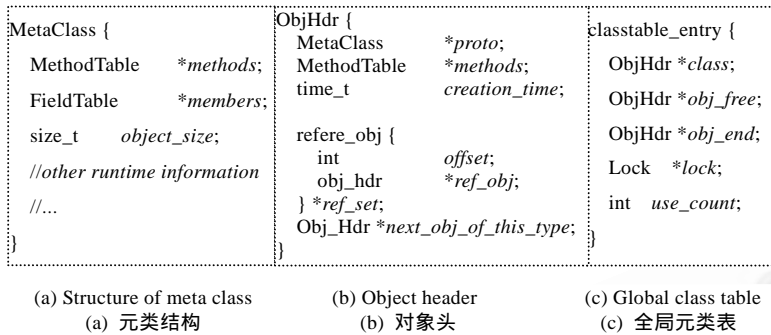 MetaClass {
MethodTable *methods;
FieldTable *members;
size_t object_size;
//other runtime information
//...
}
ObjHdr {
MetaClass *proto;
MethodTable *methods;
time_t creation_time;
refere_obj {
int offset;
obj_hdr *ref_obj;
} *ref_set;
Obj_Hdr *next_obj_of_this_type;
}
classtable_entry {
ObjHdr *class;
ObjHdr *obj_free;
ObjHdr *obj_end;
Lock *lock;
int use_count;
}
(a) Structure of meta class
(a) 元类结构
(b) Object header
(b) 对象头
(c) Global class table
(c) 全局元类表